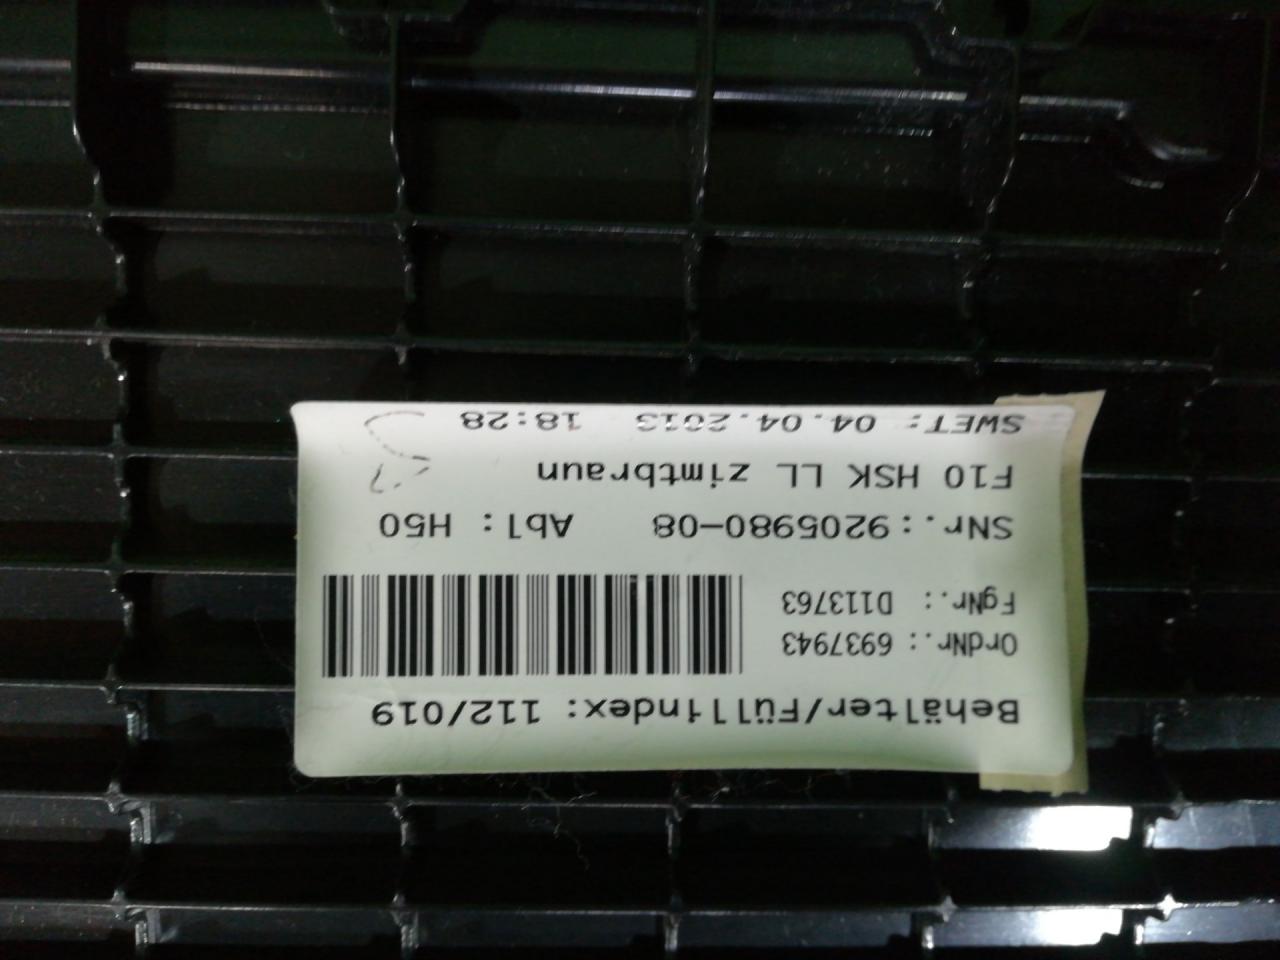 Behälter/Füllindex: 112/019
OrdNr.: 6937943
FgNr.: D113763
SNr.:9205980-08 Abl: H50
F10 HSK LL zimtbraun
SWET: 04.04.2013 18:28